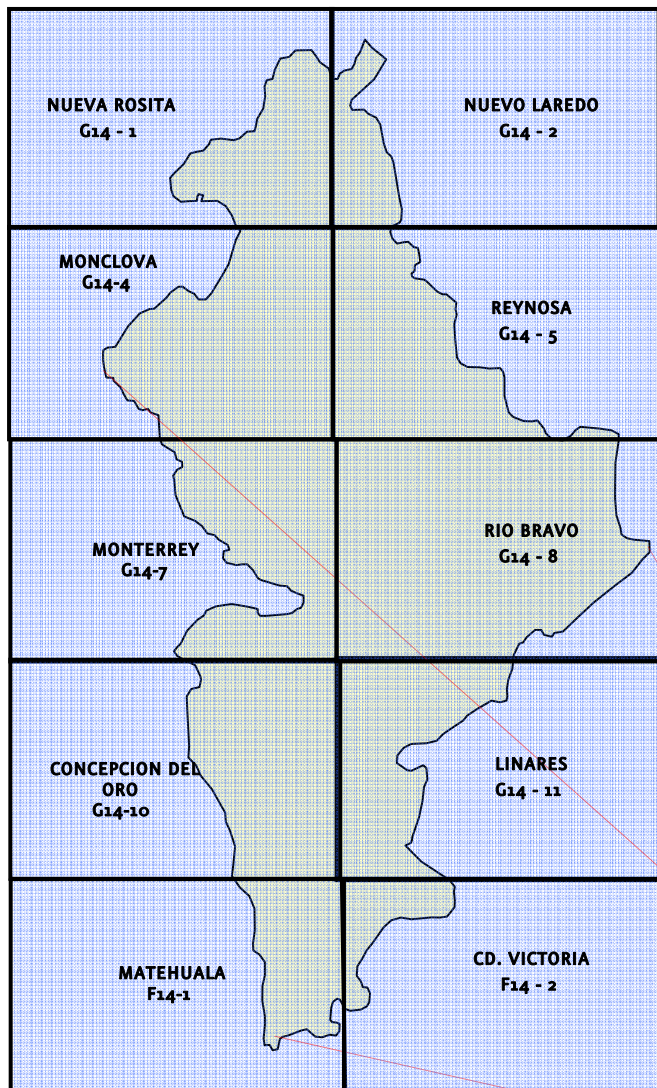 NUEVA ROSITA
G14 - 1
NUEVO LAREDO
G14 - 2
MONCLOVA
G14-4
REYNOSA
G14 - 5
MONTERREY
G14-7
RIO BRAVO
G14 - 8
CONCEPCION DEL
ORO
G14-10
LINARES
G14 - 11
MATEHUALA
F14-1
CD. VICTORIA
F14 - 2